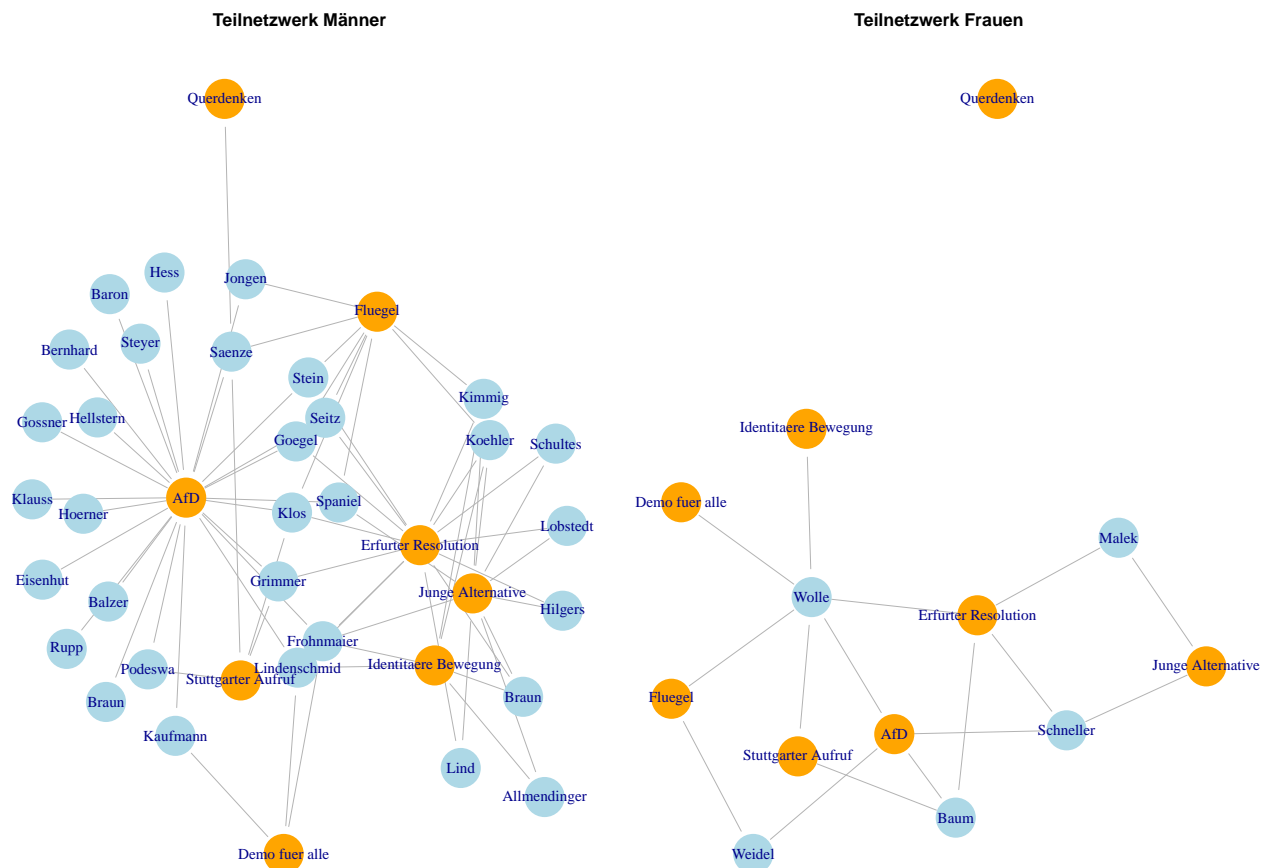 Teilnetzwerk Männer
Querdenken
Hess
Jongen
Baron
Fluegel
Steyer
Bernhard
Saenze
Stein
Kimmig
Seitz
Gossner
Hellstern
Goegel
Koehler
Schultes
Klauss
AfD
Spaniel
Hoerner
Klos
Lobstedt
Erfurter Resolution
Eisenhut
Grimmer
Junge Alternative
Balzer
Hilgers
Rupp
Frohnmaier
Podeswa
Lindenschmid
Identitaere Bewegung
Stuttgarter Aufruf
Braun
Braun
Kaufmann
Lind
Allmendinger
Demo fuer alle
Teilnetzwerk Frauen
Querdenken
Identitaere Bewegung
Demo fuer alle
Malek
Wolle
Erfurter Resolution
Junge Alternative
Fluegel
Schneller
AfD
Stuttgarter Aufruf
Baum
Weidel